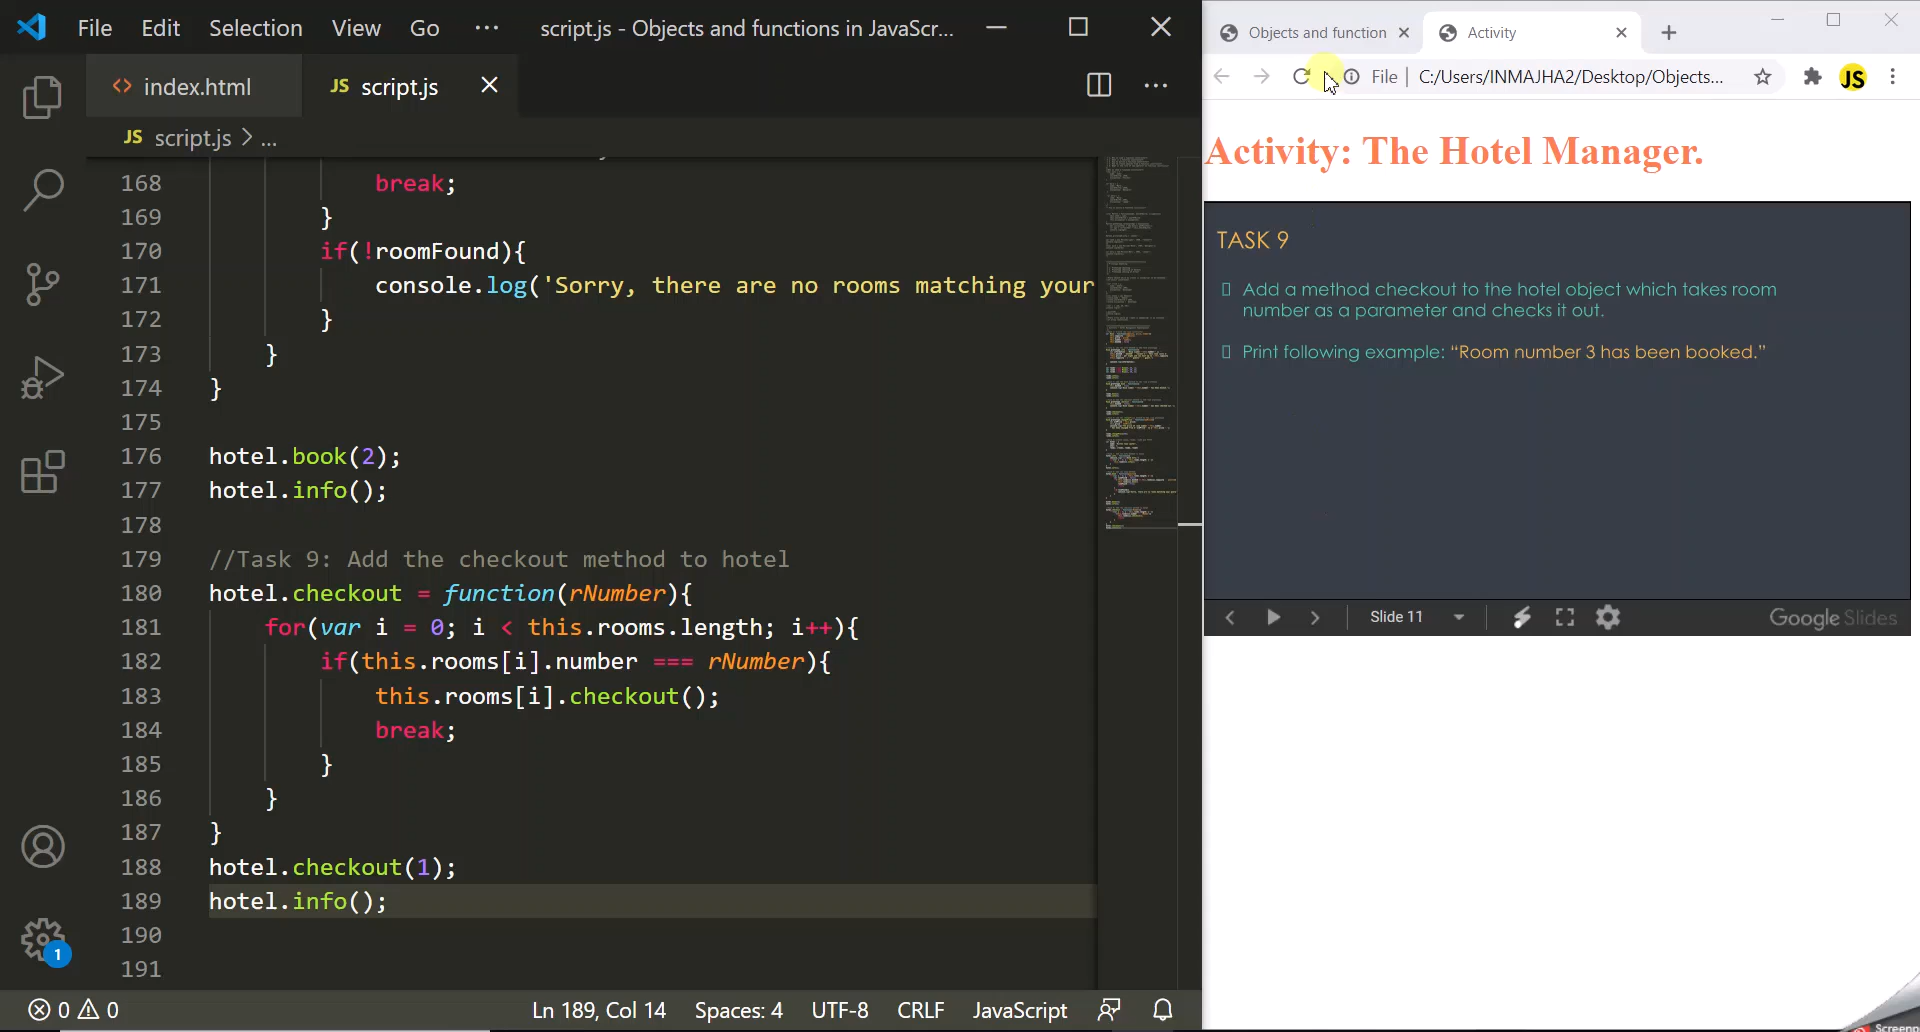 File Edit Selection View Go ··· script.js - Objects and functions in JavaScr...
<> index.html JS script.js
JS script.js > ...
168 break;
169 }
170 if(!roomFound){
171 console.log('Sorry, there are no rooms matching your
172 }
173 }
174 }
175
176 hotel.book(2);
177 hotel.info();
178
179 //Task 9: Add the checkout method to hotel
180 hotel.checkout = function(rNumber){
181 for(var i = 0; i < this.rooms.length; i++){
182 if(this.rooms[i].number === rNumber){
183 this.rooms[i].checkout();
184 break;
185 }
186 }
187 }
188 hotel.checkout(1);
189 hotel.info();
190
191
1
0 0 Ln 189, Col 14 Spaces: 4 UTF-8 CRLF JavaScript
Objects and function Activity
File C:/Users/INMAJHA2/Desktop/Objects... JS
Activity: The Hotel Manager.
TASK 9
Add a method checkout to the hotel object which takes room
number as a parameter and checks it out.
Print following example: “Room number 3 has been booked.”
Slide 11 Google Slides